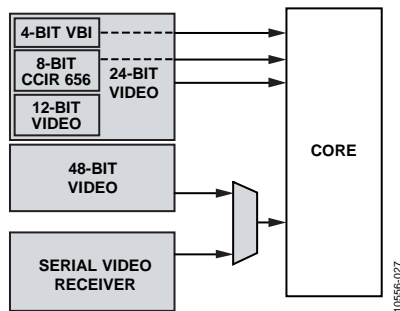 4-BIT VBI
8-BIT
CCIR 656
24-BIT
VIDEO
12-BIT
VIDEO
48-BIT
VIDEO
SERIAL VIDEO
RECEIVER
CORE
10556-027